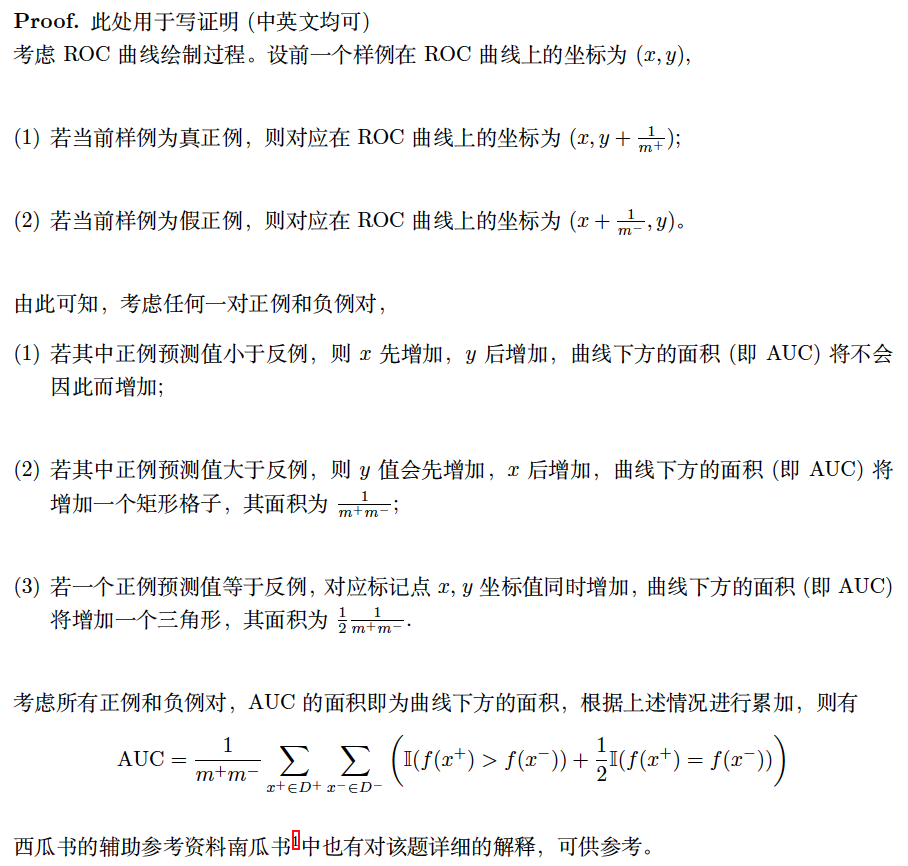 Proof. 此处用于写证明 (中英文均可)
考虑 ROC 曲线绘制过程。设前一个样例在 ROC 曲线上的坐标为 (x, y),
(1) 若当前样例为真正例，则对应在 ROC 曲线上的坐标为 (x, y + 1/m⁺);
(2) 若当前样例为假正例，则对应在 ROC 曲线上的坐标为 (x + 1/m⁻, y)。
由此可知，考虑任何一对正例和负例对，
(1) 若其中正例预测值小于反例，则 x 先增加，y 后增加，曲线下方的面积 (即 AUC) 将不会
因此而增加;
(2) 若其中正例预测值大于反例，则 y 值会先增加，x 后增加，曲线下方的面积 (即 AUC) 将
增加一个矩形格子，其面积为 1/(m⁺m⁻);
(3) 若一个正例预测值等于反例, 对应标记点 x, y 坐标值同时增加, 曲线下方的面积 (即 AUC)
将增加一个三角形，其面积为 1/2 1/(m⁺m⁻).
考虑所有正例和负例对，AUC 的面积即为曲线下方的面积，根据上述情况进行累加，则有
AUC = 1/(m⁺m⁻) ∑_{x⁺∈D⁺} ∑_{x⁻∈D⁻} (𝕀(f(x⁺) > f(x⁻)) + 1/2 𝕀(f(x⁺) = f(x⁻)))
西瓜书的辅助参考资料南瓜书¹中也有对该题详细的解释，可供参考。